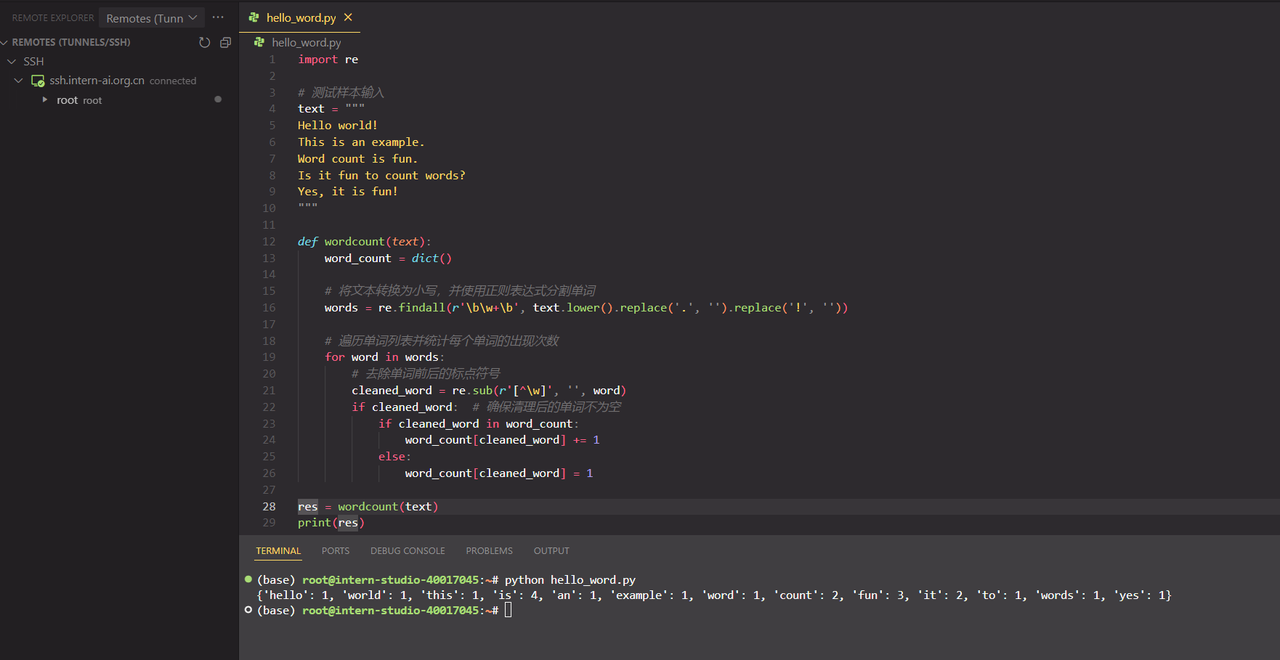 REMOTE EXPLORER
Remotes (Tunn
REMOTES (TUNNELS/SSH)
SSH
ssh.intern-ai.org.cn connected
root root
hello_word.py
hello_word.py
1 import re
2
3 # 测试样本输入
4 text = """
5 Hello world!
6 This is an example.
7 Word count is fun.
8 Is it fun to count words?
9 Yes, it is fun!
10 """
11
12 def wordcount(text):
13 word_count = dict()
14
15 # 将文本转换为小写，并使用正则表达式分割单词
16 words = re.findall(r'\b\w+\b', text.lower().replace('.', '').replace('!', ''))
17
18 # 遍历单词列表并统计每个单词的出现次数
19 for word in words:
20 # 去除单词前后的标点符号
21 cleaned_word = re.sub(r'[^\w]', '', word)
22 if cleaned_word: # 确保清理后的单词不为空
23 if cleaned_word in word_count:
24 word_count[cleaned_word] += 1
25 else:
26 word_count[cleaned_word] = 1
27
28 res = wordcount(text)
29 print(res)
TERMINAL PORTS DEBUG CONSOLE PROBLEMS OUTPUT
(base) root@intern-studio-40017045:~# python hello_word.py
{'hello': 1, 'world': 1, 'this': 1, 'is': 4, 'an': 1, 'example': 1, 'word': 1, 'count': 2, 'fun': 3, 'it': 2, 'to': 1, 'words': 1, 'yes': 1}
(base) root@intern-studio-40017045:~#